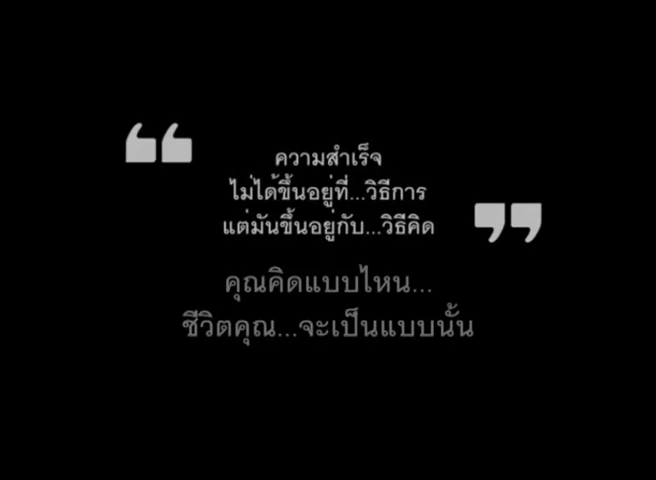 “
ความสำเร็จ
ไม่ได้ขึ้นอยู่ที่...วิธีการ
แต่มันขึ้นอยู่กับ...วิธีคิด
”
คุณคิดแบบไหน...
ชีวิตคุณ...จะเป็นแบบนั้น